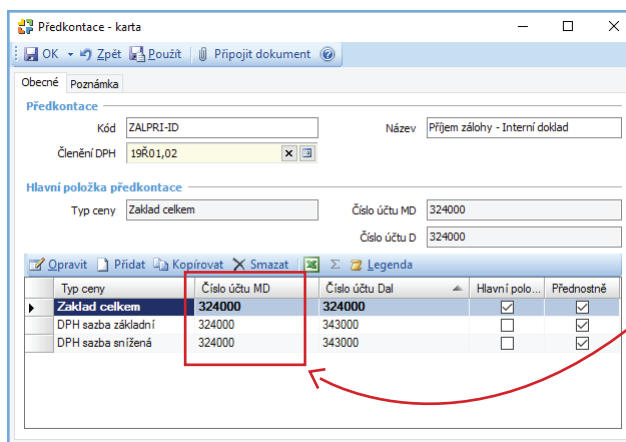 Předkontace - karta
OK Zpět Použít Připojit dokument
Obecné Poznámka
Předkontace
Kód ZALPRI-ID Název Příjem zálohy - Interní doklad
Členění DPH 19Ř01,02
Hlavní položka předkontace
Typ ceny Zaklad celkem Číslo účtu MD 324000
Číslo účtu D 324000
Opravit Přidat Kopírovat Smazat Σ Legenda
Typ ceny Číslo účtu MD Číslo účtu Dal Hlavní polo... Přednostně
Zaklad celkem 324000 324000
DPH sazba základní 324000 343000
DPH sazba snížená 324000 343000